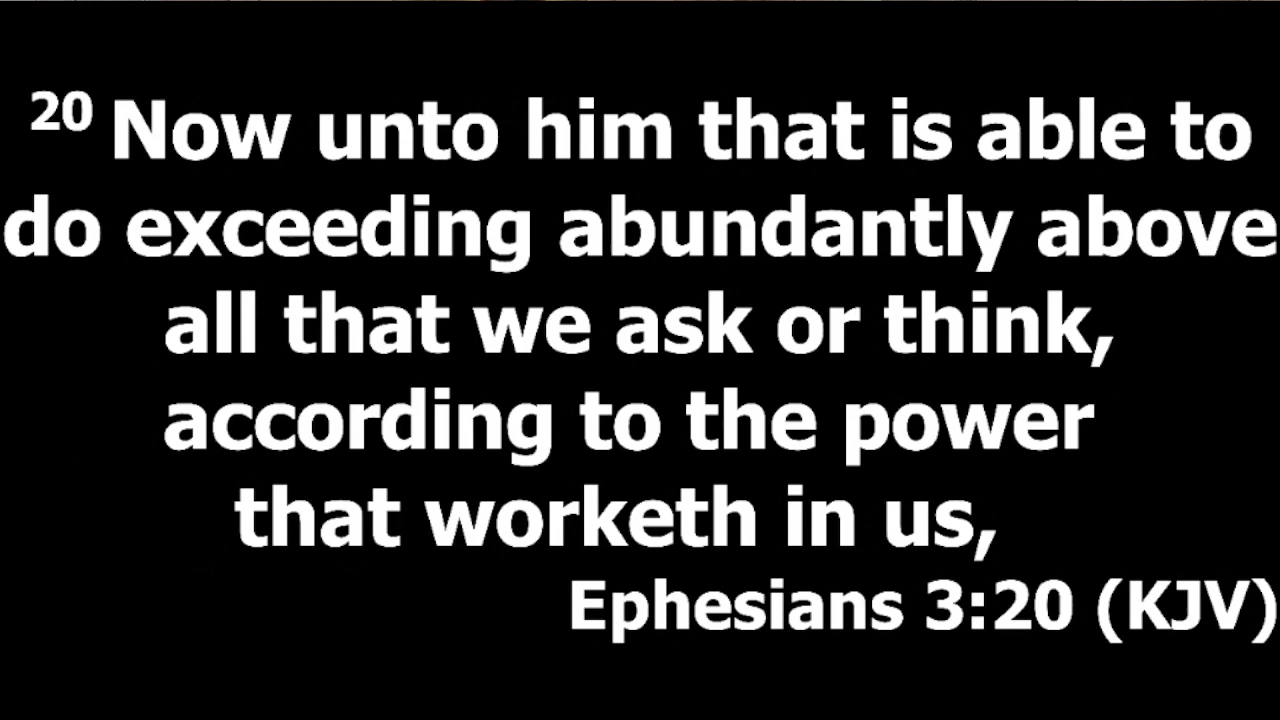 20 Now unto him that is able to
do exceeding abundantly above
all that we ask or think,
according to the power
that worketh in us,
Ephesians 3:20 (KJV)